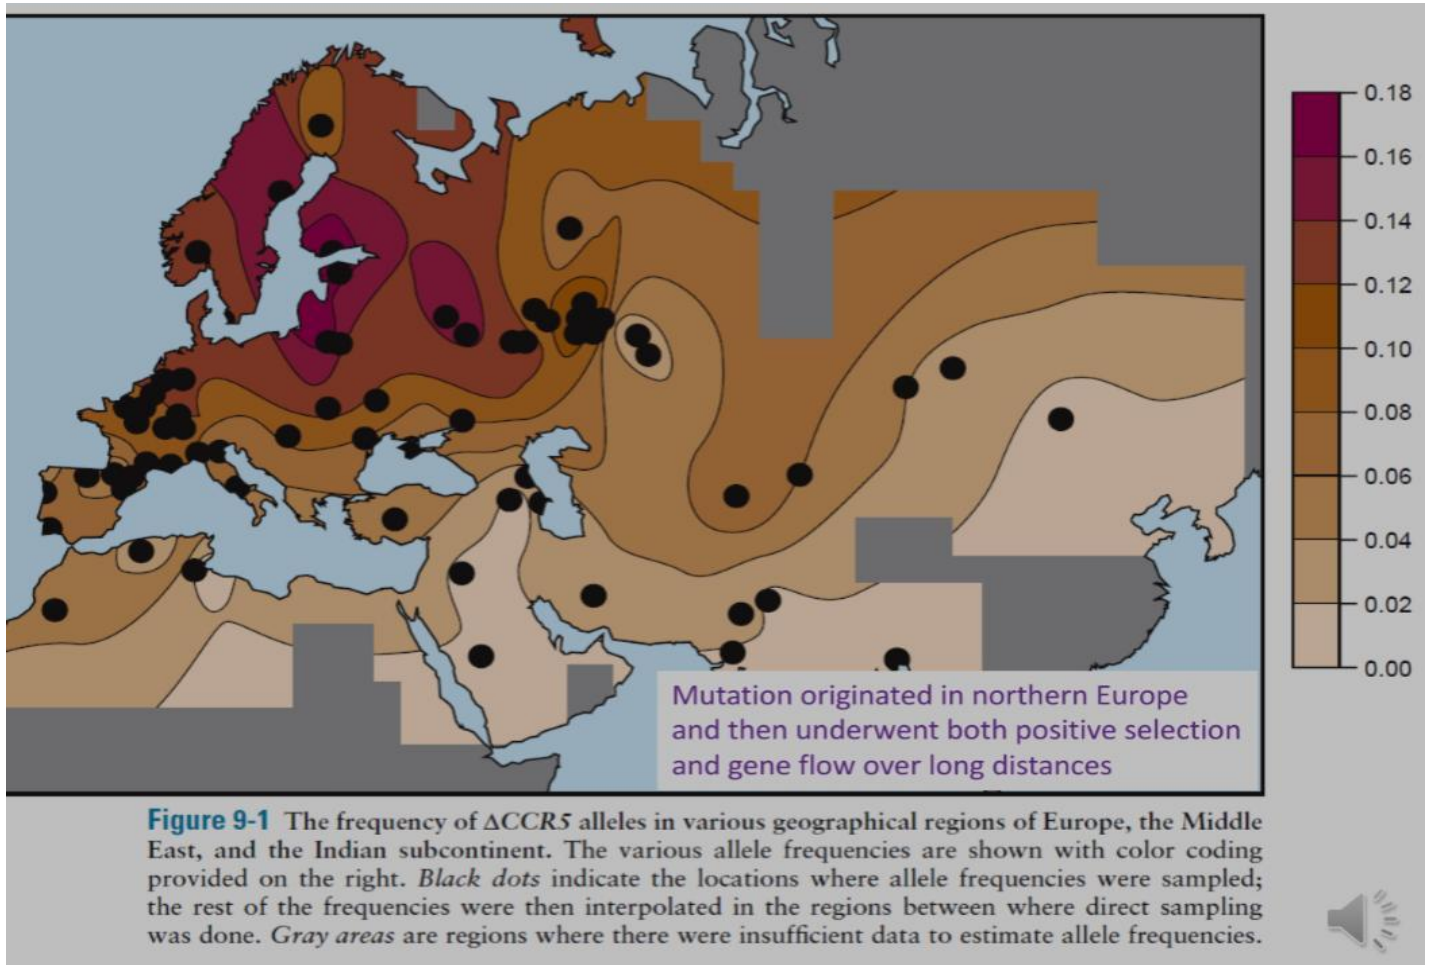 0.18
0.16
0.14
0.12
0.10
0.08
0.06
0.04
0.02
0.00
Mutation originated in northern Europe
and then underwent both positive selection
and gene flow over long distances
Figure 9-1 The frequency of ΔCCR5 alleles in various geographical regions of Europe, the Middle
East, and the Indian subcontinent. The various allele frequencies are shown with color coding
provided on the right. Black dots indicate the locations where allele frequencies were sampled;
the rest of the frequencies were then interpolated in the regions between where direct sampling
was done. Gray areas are regions where there were insufficient data to estimate allele frequencies.